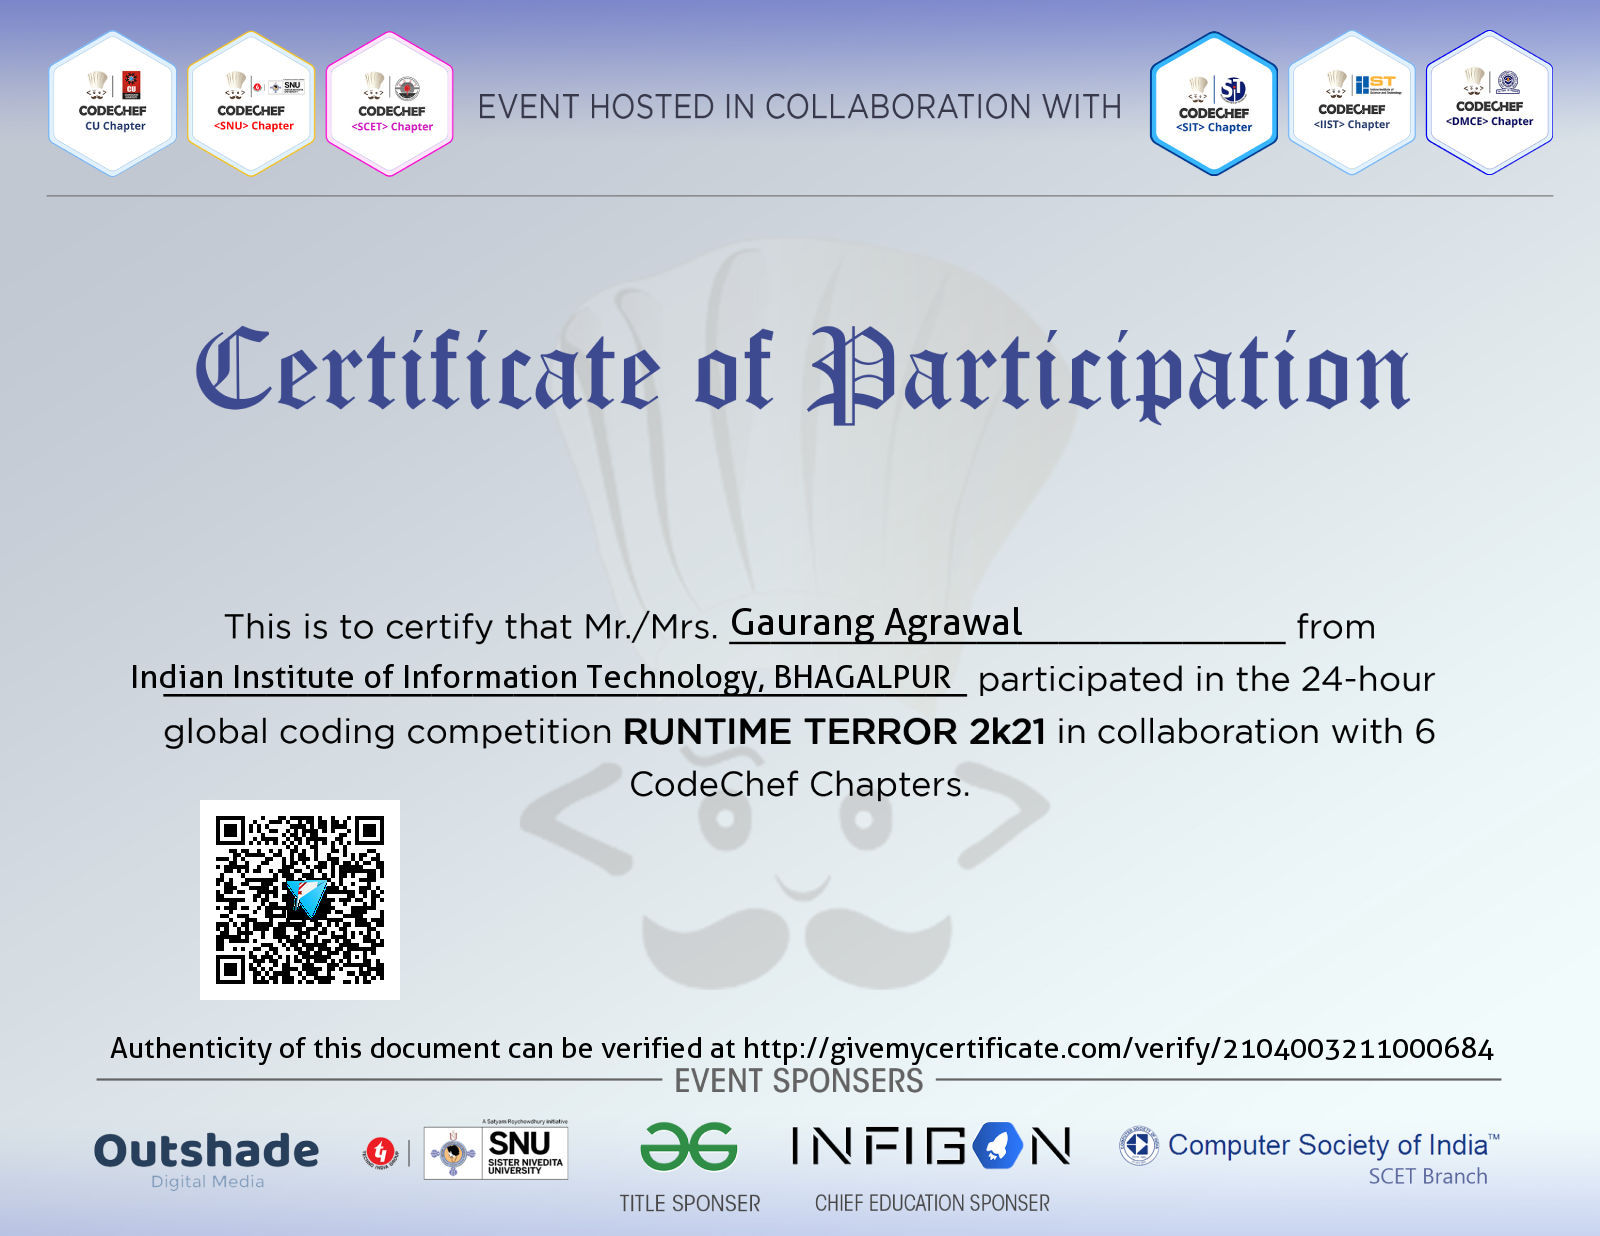 CODECHEF
CU Chapter
CODECHEF
<SNU> Chapter
CODECHEF
<SCET> Chapter
EVENT HOSTED IN COLLABORATION WITH
CODECHEF
<SIT> Chapter
CODECHEF
<IIST> Chapter
CODECHEF
<DMCE> Chapter
Certificate of Participation
This is to certify that Mr./Mrs. Gaurang Agrawal from
Indian Institute of Information Technology, BHAGALPUR participated in the 24-hour
global coding competition RUNTIME TERROR 2k21 in collaboration with 6
CodeChef Chapters.
Authenticity of this document can be verified at http://givemycertificate.com/verify/2104003211000684
EVENT SPONSERS
Outshade
Digital Media
A Satyam Roychowdhury initiative
SNU
SISTER NIVEDITA
UNIVERSITY
TITLE SPONSER
INFIGON
CHIEF EDUCATION SPONSER
Computer Society of India™
SCET Branch